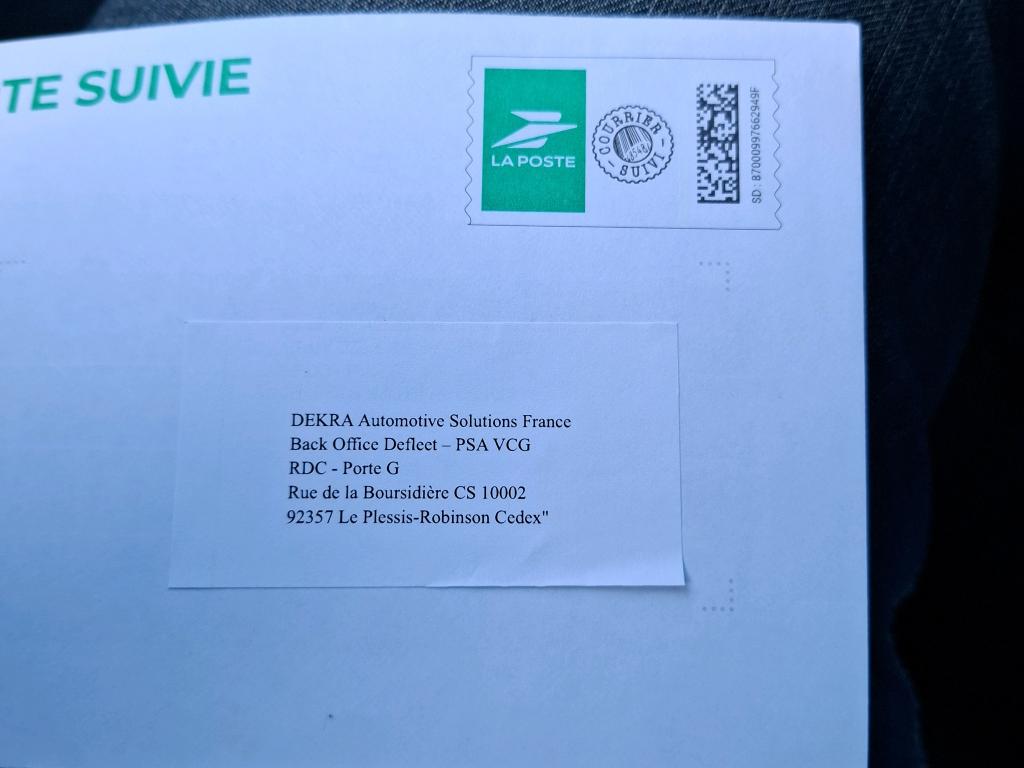 TE SUIVIE
LA POSTE
COURRIER
SUIVI
SD : 87000997662949F
DEKRA Automotive Solutions France
Back Office Defleet – PSA VCG
RDC - Porte G
Rue de la Boursidière CS 10002
92357 Le Plessis-Robinson Cedex"